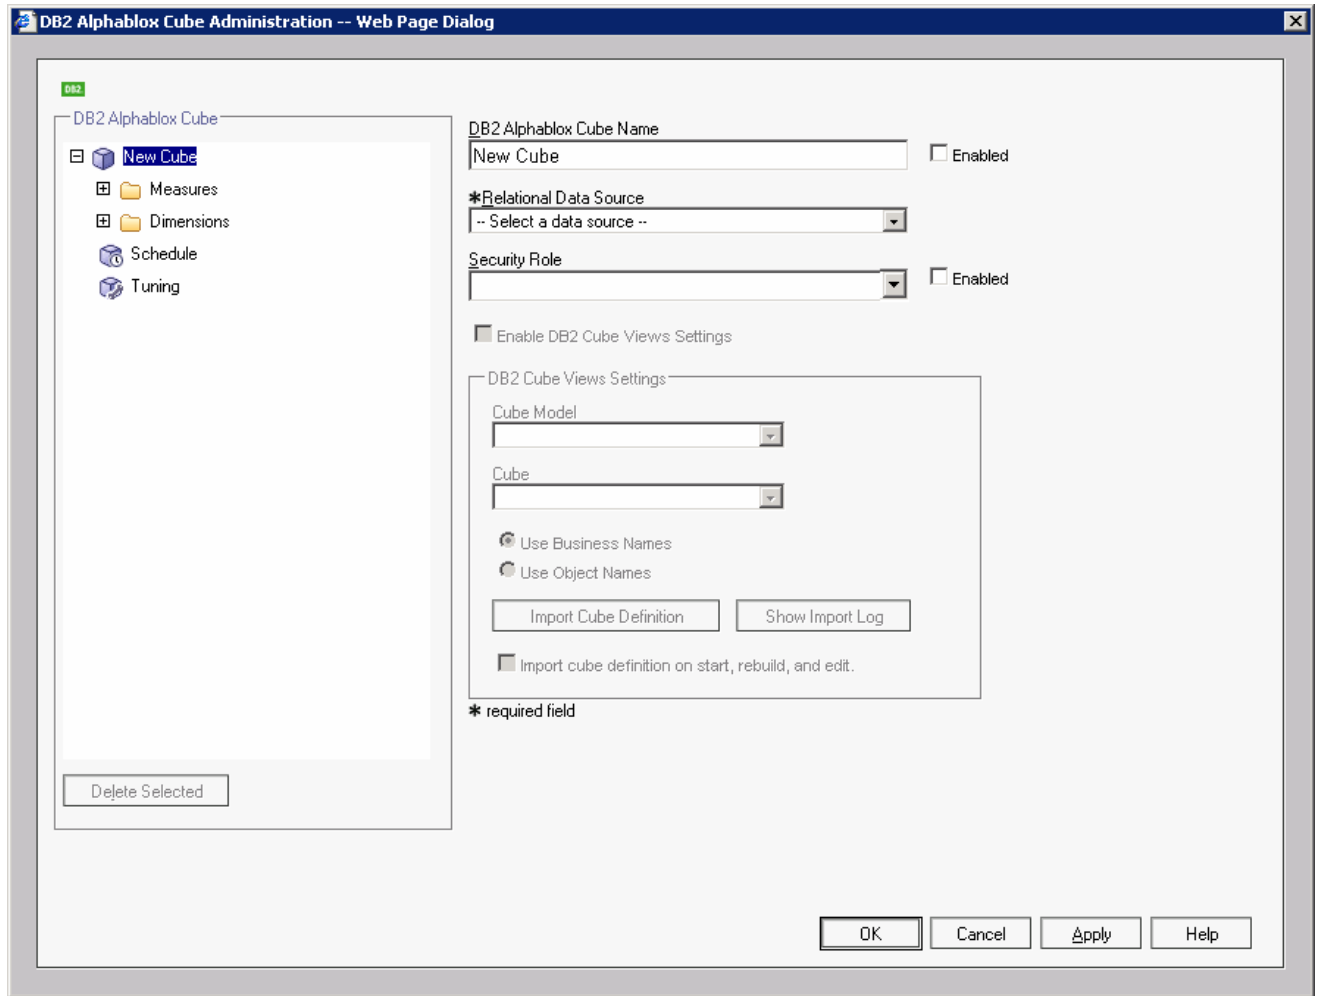 DB2 Alphablox Cube Administration -- Web Page Dialog
DB2.
DB2 Alphablox Cube
New Cube
Measures
Dimensions
Schedule
Tuning
Delete Selected
DB2 Alphablox Cube Name
New Cube
Enabled
*Relational Data Source
-- Select a data source --
Security Role
Enabled
Enable DB2 Cube Views Settings
DB2 Cube Views Settings
Cube Model
Cube
Use Business Names
Use Object Names
Import Cube Definition
Show Import Log
Import cube definition on start, rebuild, and edit.
* required field
OK
Cancel
Apply
Help